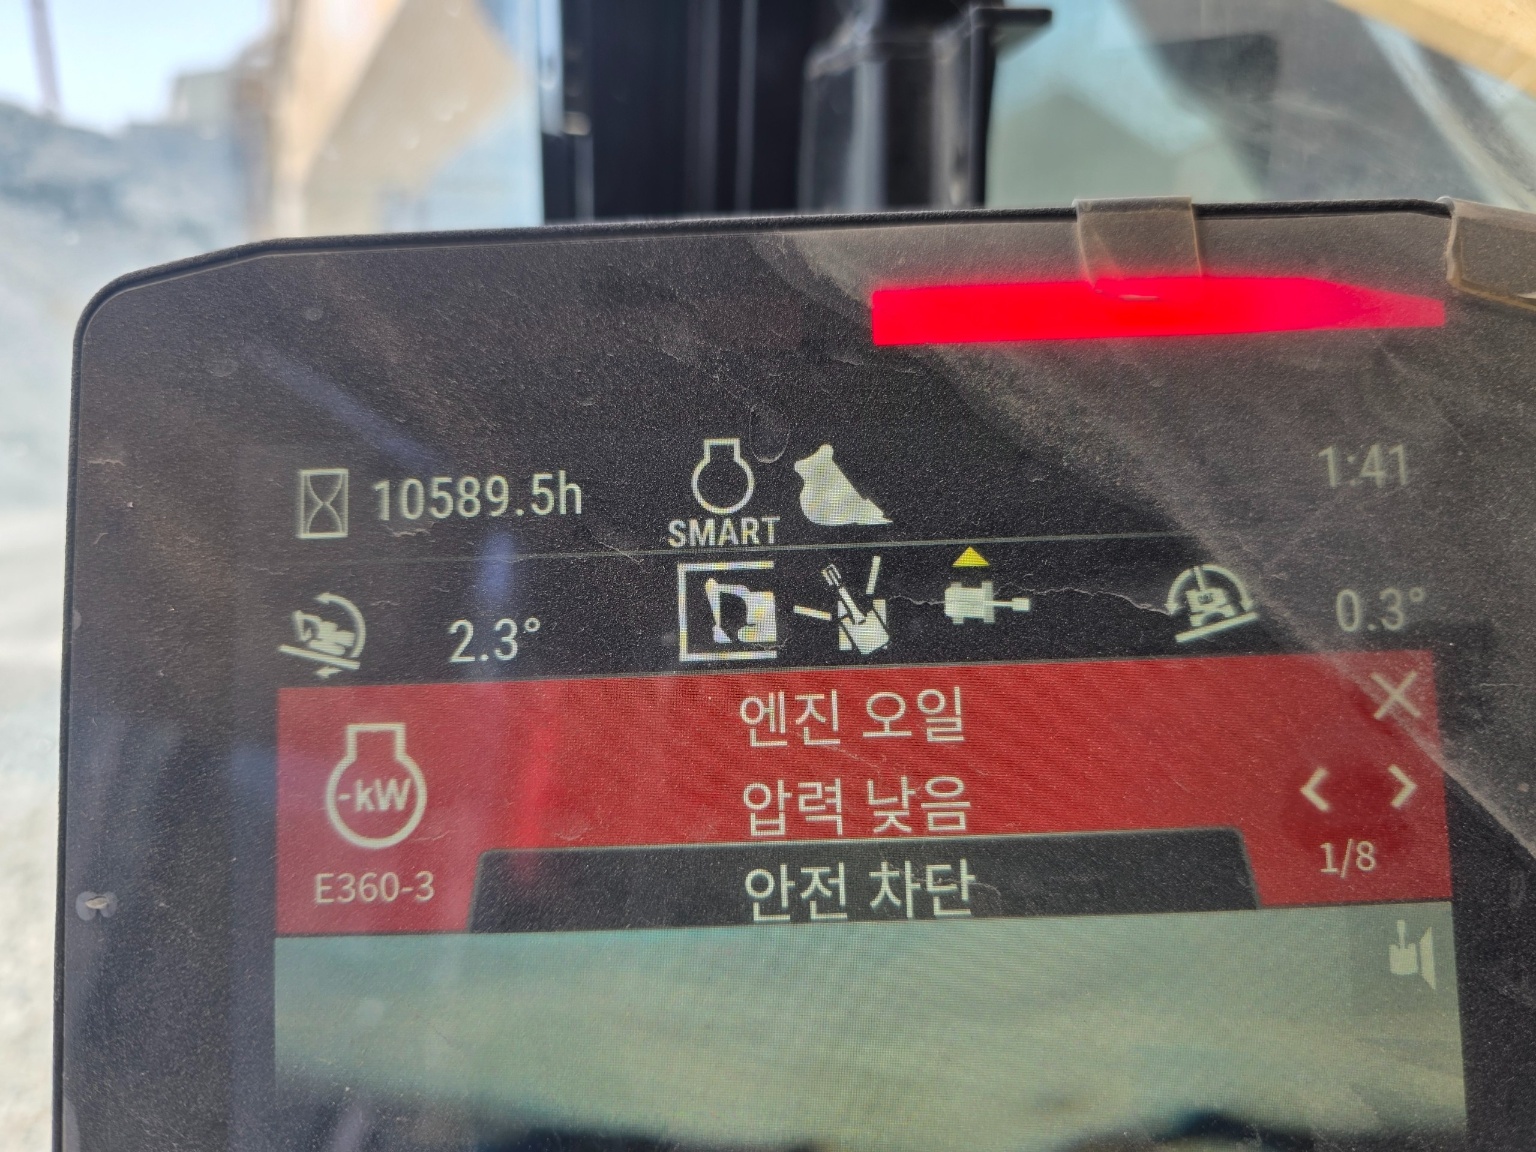 10589.5h
SMART
1:41
2.3°
0.3°
엔진 오일
압력 낮음
-kW
E360-3
1/8
안전 차단